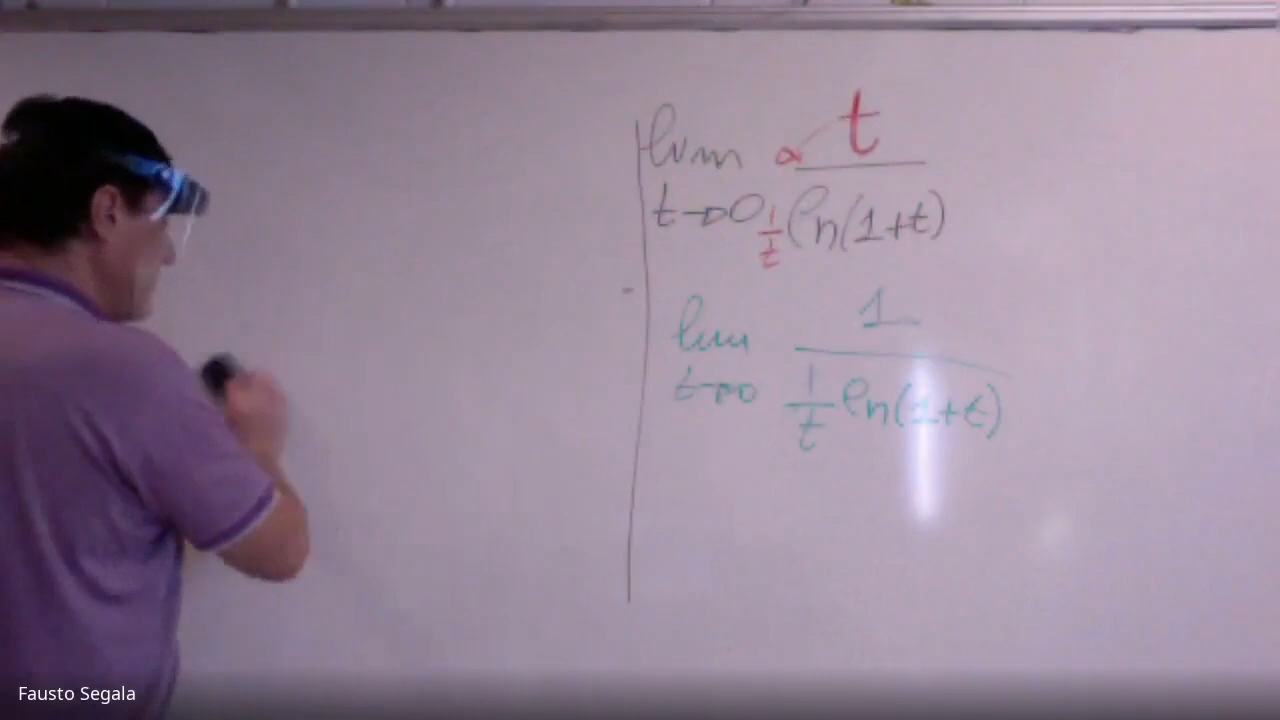 lim t
t→0 1/t ln(1+t)
lim 1
t→0 1/t ln(1+t)
Fausto Segala